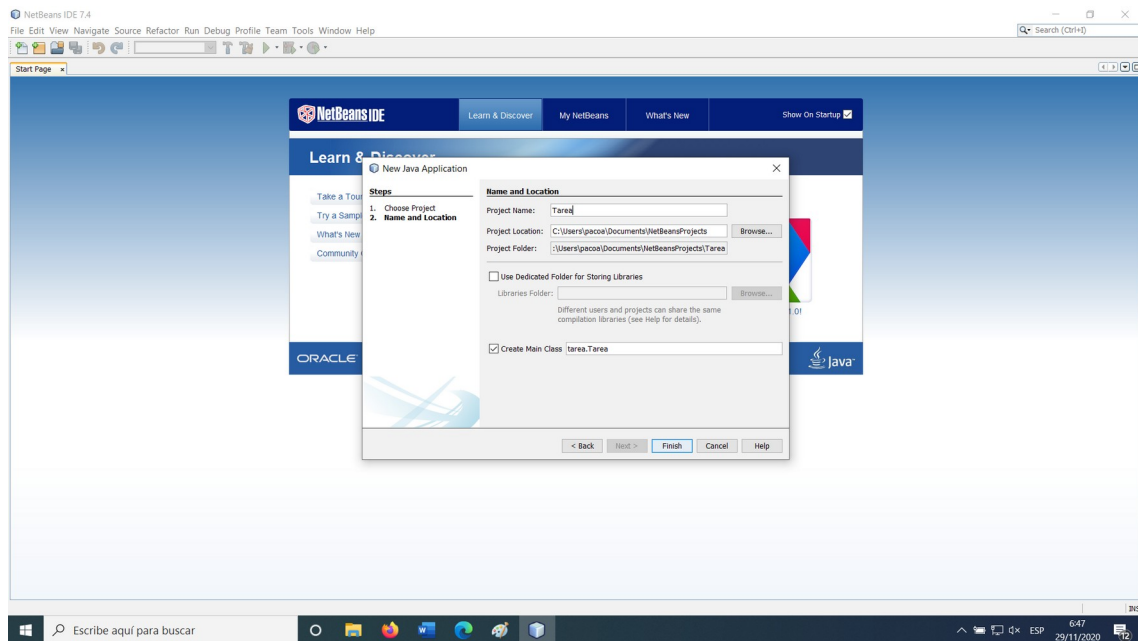 NetBeans IDE 7.4
File Edit View Navigate Source Refactor Run Debug Profile Team Tools Window Help
Search (Ctrl+I)
Start Page
NetBeans IDE
Learn & Discover
My NetBeans
What's New
Show On Startup
Learn & Discover
Take a Tour
Try a Sampl
What's New
Community
New Java Application
Steps
1. Choose Project
2. Name and Location
Name and Location
Project Name: Tarea
Project Location: C:\Users\pacoa\Documents\NetBeansProjects Browse...
Project Folder: :\Users\pacoa\Documents\NetBeansProjects\Tarea
Use Dedicated Folder for Storing Libraries
Libraries Folder: Browse...
Different users and projects can share the same
compilation libraries (see Help for details).
Create Main Class tarea.Tarea
< Back Next > Finish Cancel Help
ORACLE
Java
INS
Escribe aquí para buscar
ESP
6:47
29/11/2020
12